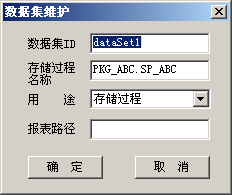 数据集维护
数据集ID dataSet1
存储过程名称 PKG_ABC.SP_ABC
用 途 存储过程
报表路径
确 定 取 消